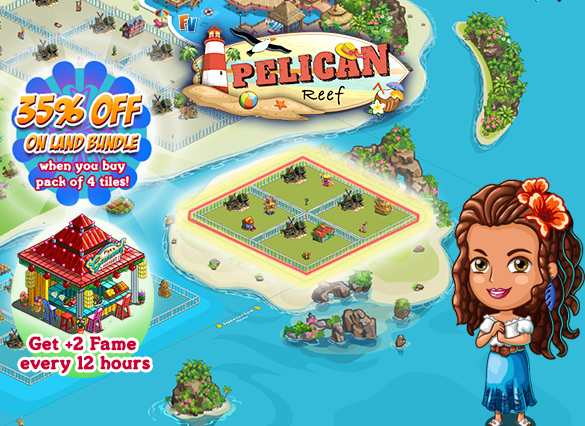 PELICAN
Reef
35% OFF
ON LAND BUNDLE
when you buy
pack of 4 tiles!
Get +2 Fame
every 12 hours